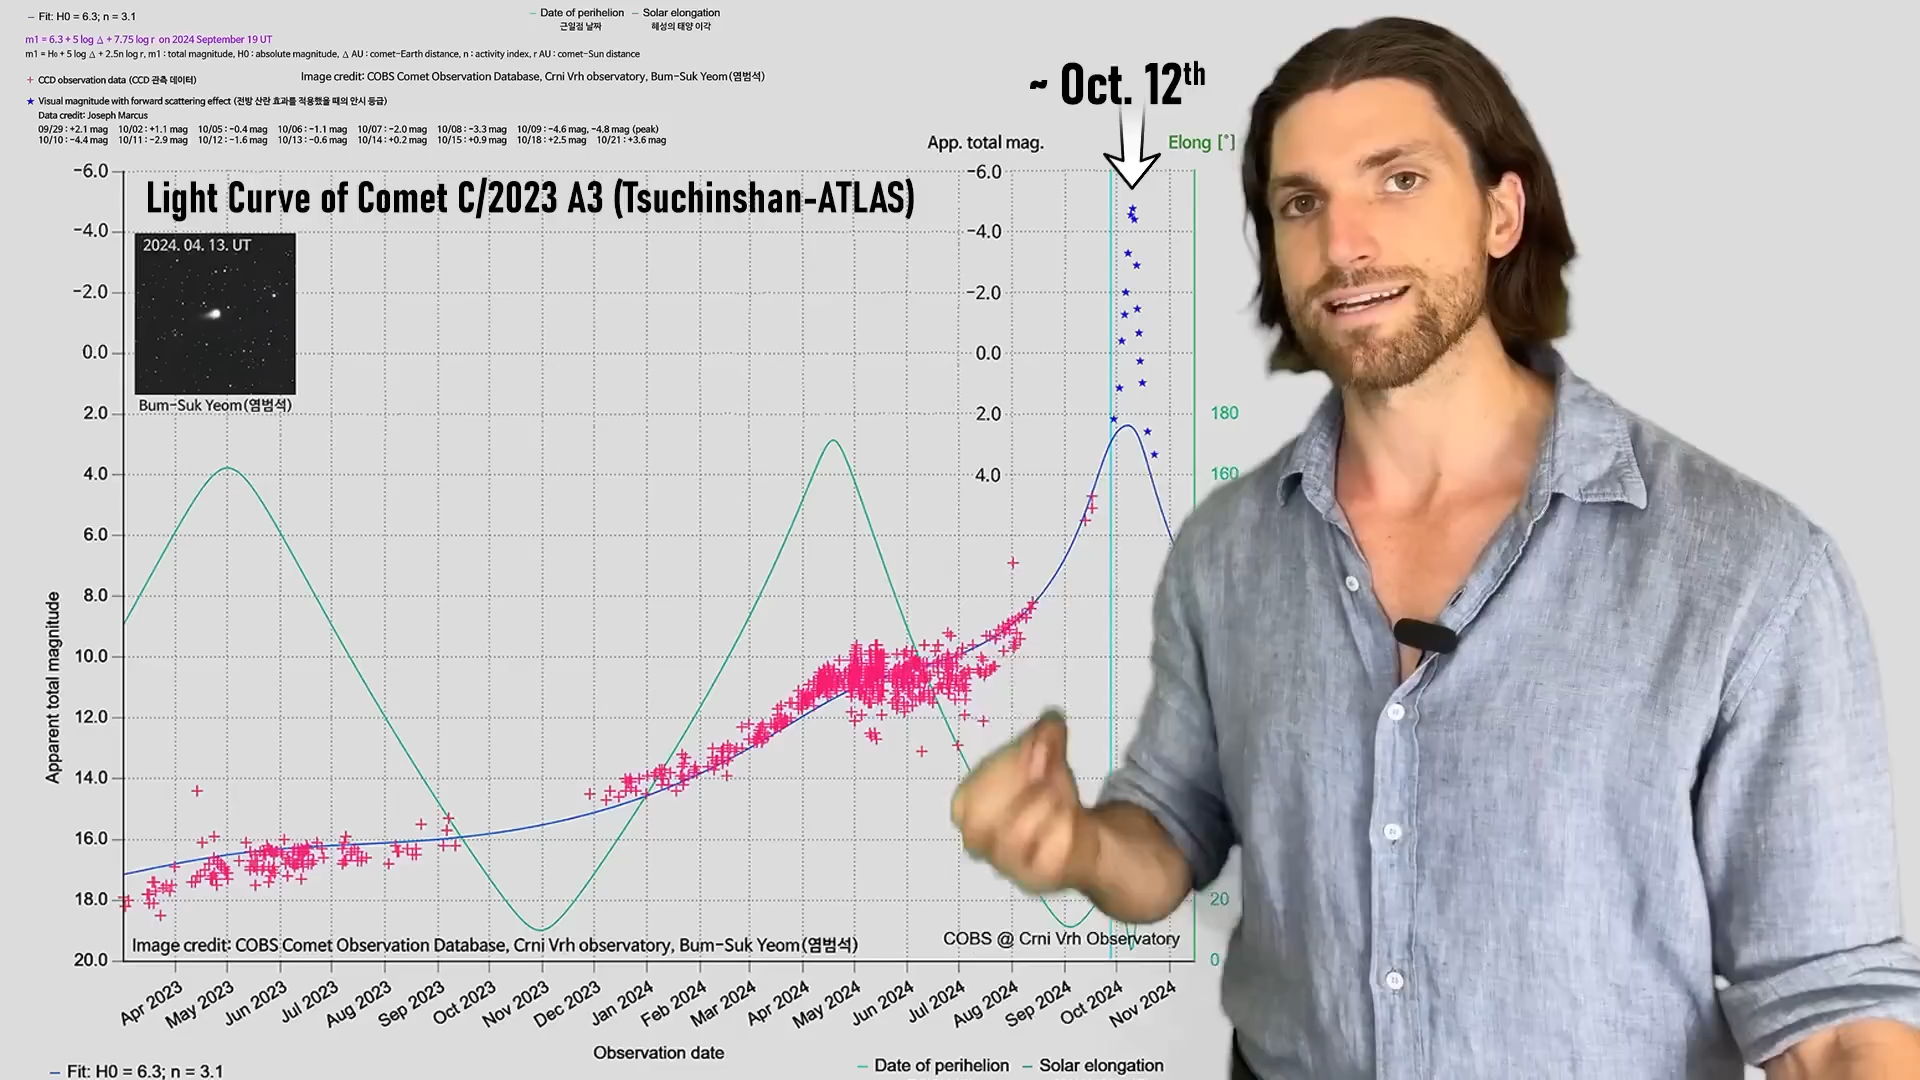 – Fit: H0 = 6.3; n = 3.1
– Date of perihelion – Solar elongation
근일점 날짜 혜성의 태양 이각
m1 = 6.3 + 5 log Δ + 7.75 log r on 2024 September 19 UT
m1 = H₀ + 5 log Δ + 2.5n log r, m1 : total magnitude, H0 : absolute magnitude, Δ AU : comet-Earth distance, n : activity index, r AU : comet-Sun distance
+ CCD observation data (CCD 관측 데이터)
Image credit: COBS Comet Observation Database, Crni Vrh observatory, Bum-Suk Yeom(염범석)
★ Visual magnitude with forward scattering effect (전방 산란 효과를 적용했을 때의 안시 등급)
Data credit: Joseph Marcus
09/29 : +2.1 mag 10/02 : +1.1 mag 10/05 : −0.4 mag 10/06 : −1.1 mag 10/07 : −2.0 mag 10/08 : −3.3 mag 10/09 : −4.6 mag, −4.8 mag (peak)
10/10 : −4.4 mag 10/11 : −2.9 mag 10/12 : −1.6 mag 10/13 : −0.6 mag 10/14 : +0.2 mag 10/15 : +0.9 mag 10/18 : +2.5 mag 10/21 : +3.6 mag
~ Oct. 12th
App. total mag.
Elong [°]
Light Curve of Comet C/2023 A3 (Tsuchinshan-ATLAS)
2024. 04. 13. UT
Bum-Suk Yeom(염범석)
−6.0
−4.0
−2.0
0.0
2.0
4.0
6.0
8.0
10.0
12.0
14.0
16.0
18.0
20.0
Apparent total magnitude
−6.0
−4.0
−2.0
0.0
2.0
4.0
180
160
20
0
Image credit: COBS Comet Observation Database, Crni Vrh observatory, Bum-Suk Yeom(염범석)
COBS @ Crni Vrh Observatory
Apr 2023
May 2023
Jun 2023
Jul 2023
Aug 2023
Sep 2023
Oct 2023
Nov 2023
Dec 2023
Jan 2024
Feb 2024
Mar 2024
Apr 2024
May 2024
Jun 2024
Jul 2024
Aug 2024
Sep 2024
Oct 2024
Nov 2024
Observation date
– Fit: H0 = 6.3; n = 3.1
– Date of perihelion – Solar elongation